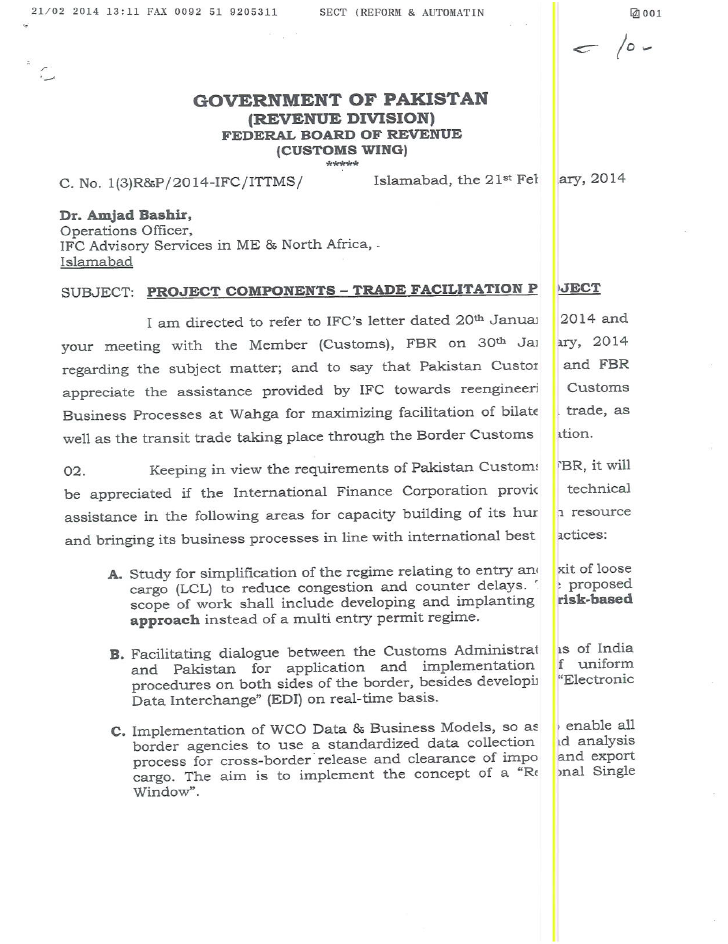 21/02 2014 13:11 FAX 0092 51 9205311 SECT (REFORM & AUTOMATIN 001
GOVERNMENT OF PAKISTAN
(REVENUE DIVISION)
FEDERAL BOARD OF REVENUE
(CUSTOMS WING)
*****
C. No. 1(3)R&P/2014-IFC/ITTMS/ Islamabad, the 21st Fel ary, 2014
Dr. Amjad Bashir,
Operations Officer,
IFC Advisory Services in ME & North Africa,
Islamabad
SUBJECT: PROJECT COMPONENTS – TRADE FACILITATION P JECT
I am directed to refer to IFC's letter dated 20th Janua 2014 and
your meeting with the Member (Customs), FBR on 30th Ja ary, 2014
regarding the subject matter; and to say that Pakistan Custo and FBR
appreciate the assistance provided by IFC towards reengineeri Customs
Business Processes at Wahga for maximizing facilitation of bilate trade, as
well as the transit trade taking place through the Border Customs tion.
02. Keeping in view the requirements of Pakistan Custom FBR, it will
be appreciated if the International Finance Corporation provi technical
assistance in the following areas for capacity building of its hu resource
and bringing its business processes in line with international best actices:
A. Study for simplification of the regime relating to entry an xit of loose
cargo (LCL) to reduce congestion and counter delays. proposed
scope of work shall include developing and implanting risk-based
approach instead of a multi entry permit regime.
B. Facilitating dialogue between the Customs Administrat s of India
and Pakistan for application and implementation f uniform
procedures on both sides of the border, besides developi "Electronic
Data Interchange" (EDI) on real-time basis.
C. Implementation of WCO Data & Business Models, so as enable all
border agencies to use a standardized data collection d analysis
process for cross-border release and clearance of impo and export
cargo. The aim is to implement the concept of a "Re onal Single
Window".